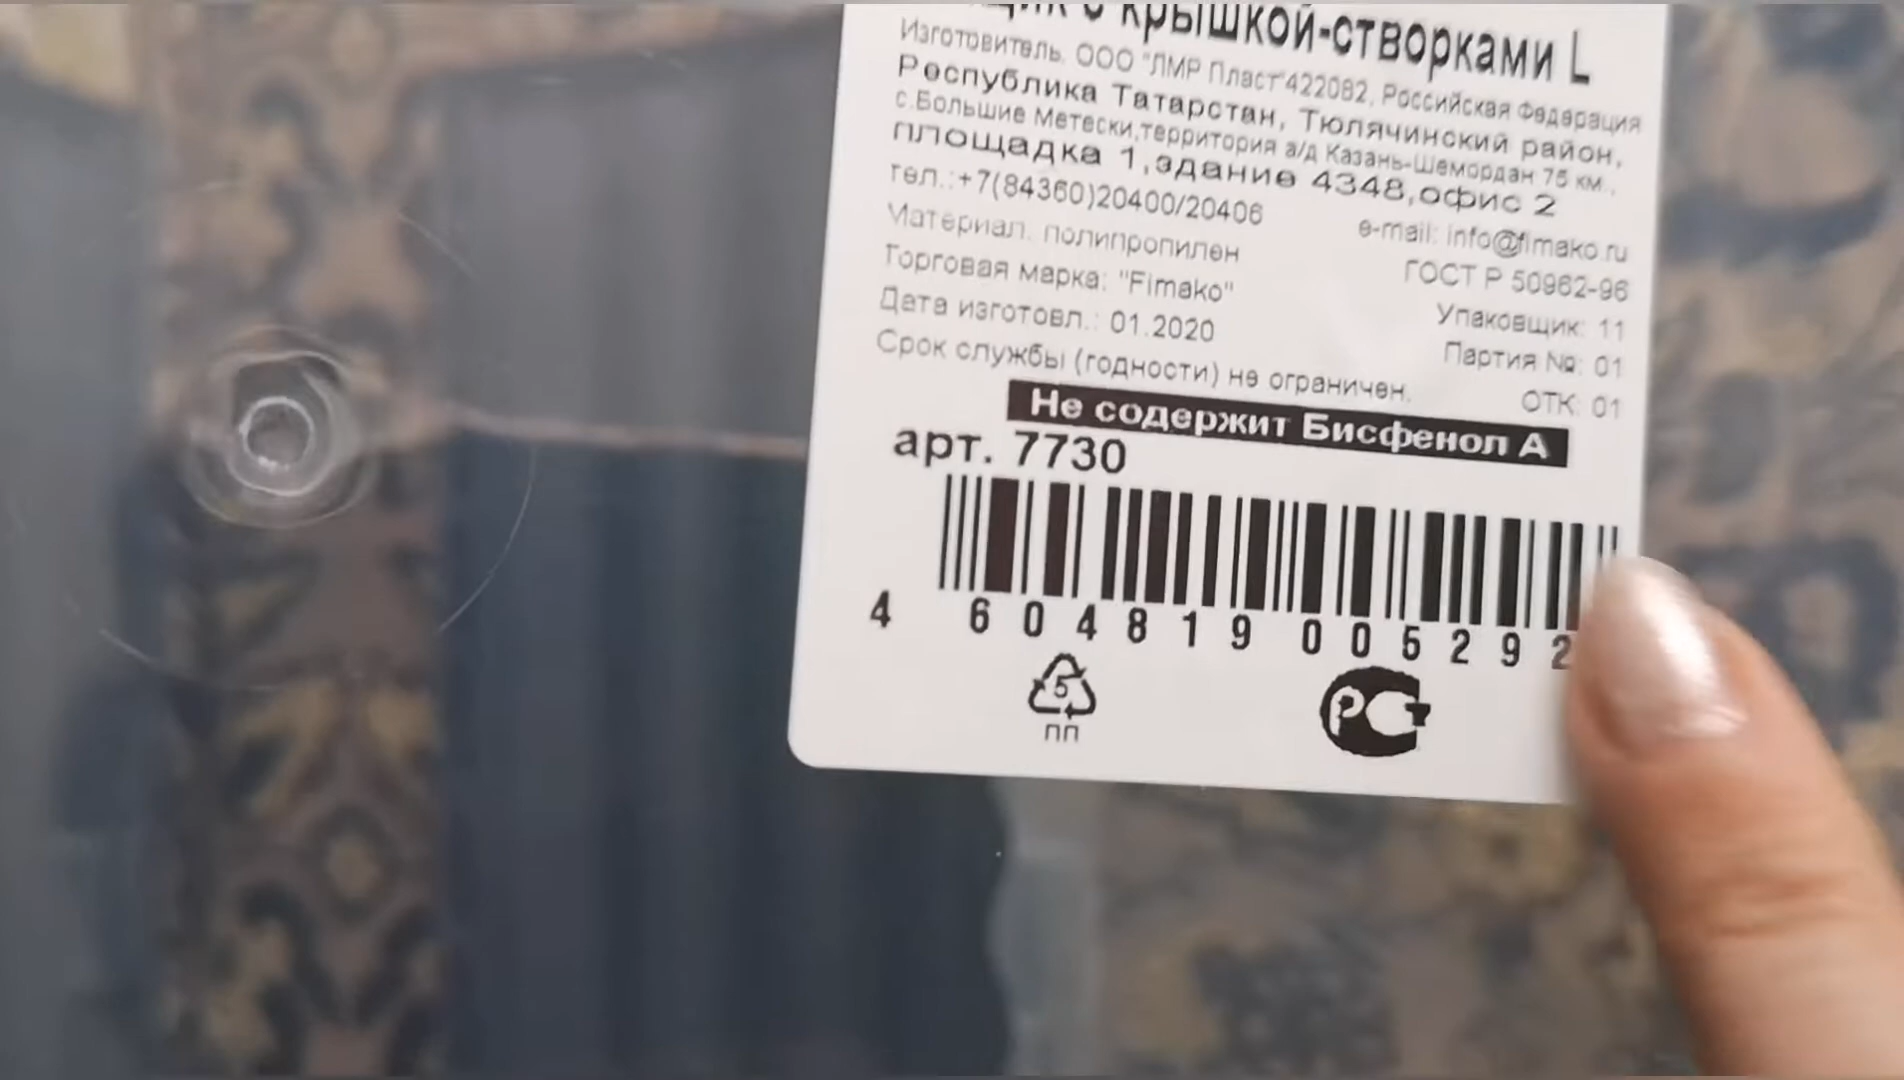 с крышкой-створками L
Изготовитель. ООО "ЛМР Пласт"422082, Российская Федерация
Республика Татарстан, Тюлячинский район,
с.Большие Метески,территория а/д Казань-Шемордан 75 км.,
площадка 1,здание 4348,офис 2
тел.:+7(84360)20400/20406
e-mail: info@fimako.ru
Материал. полипропилен
ГОСТ Р 50962-96
Торговая марка: "Fimako"
Упаковщик: 11
Дата изготовл.: 01.2020
Партия №: 01
Срок службы (годности) не ограничен.
ОТК: 01
Не содержит Бисфенол А
арт. 7730
4 604819 005292
5
ПП
РСТ